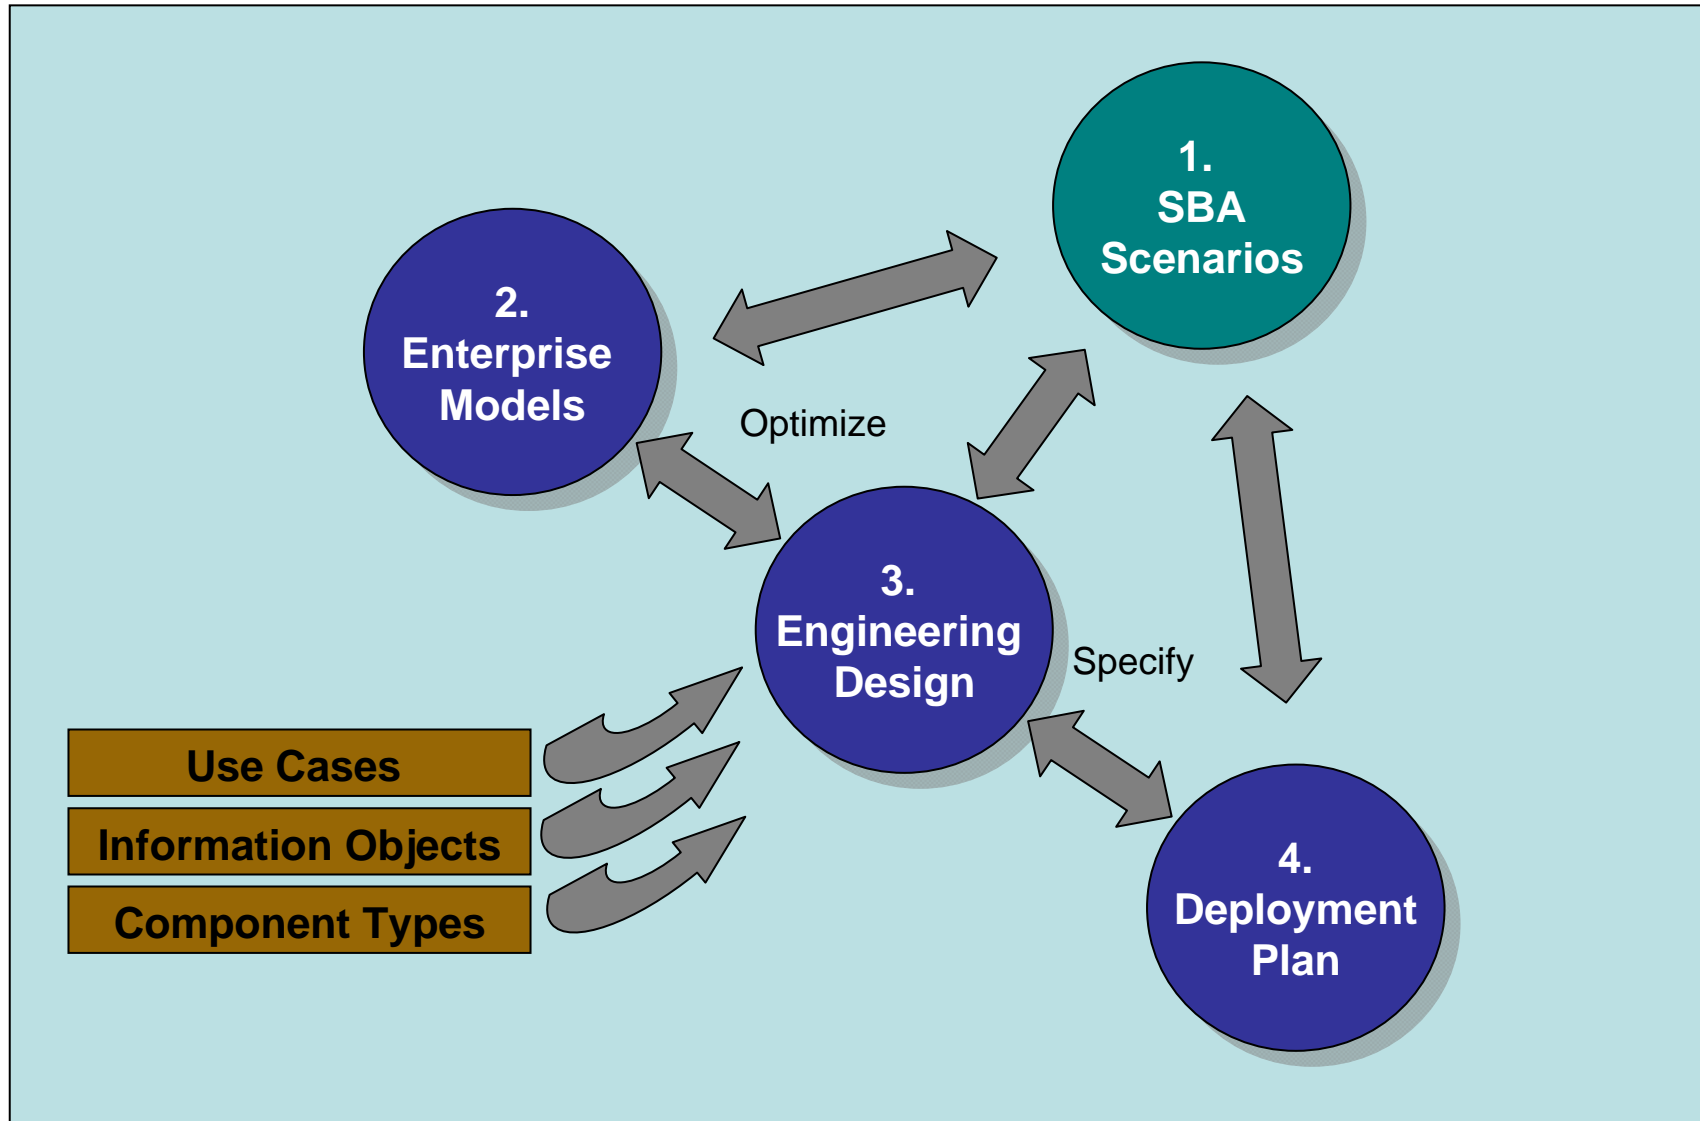 1.
SBA
Scenarios
2.
Enterprise
Models
Optimize
3.
Engineering
Design
Specify
Use Cases
Information Objects
Component Types
4.
Deployment
Plan